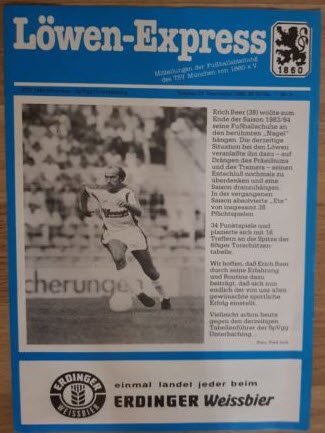 Löwen-Express
Mitteilungen der Fußballabteilung
des TSV München von 1860 e.V.
1860
Erich Beer (38) wollte zum
Ende der Saison 1983/84
seine Fußballschuhe an
den berühmten „Nagel“
hängen. Die derzeitige
Situation bei den Löwen
veranlaßte ihn dazu – auf
Drängen des Präsidiums
und des Trainers – seinen
Entschluß nochmals zu
überdenken und eine
Saison dranzuhängen.
In der vergangenen
Saison absolvierte „Ete“
von insgesamt 38
Pflichtspielen
34 Punktspiele und
plazierte sich mit 16
Treffern an die Spitze der
60iger Torschützen-
tabelle.
Wir hoffen, daß Erich Beer
durch seine Erfahrung
und Routine dazu
beiträgt, daß sich nun
endlich der von uns allen
gewünschte sportliche
Erfolg einstellt.
Vielleicht schon heute
gegen den derzeitigen
Tabellenführer der SpVgg
Unterhaching.
cherungen
ERDINGER
WEISSBIER
einmal landet jeder beim
ERDINGER Weissbier